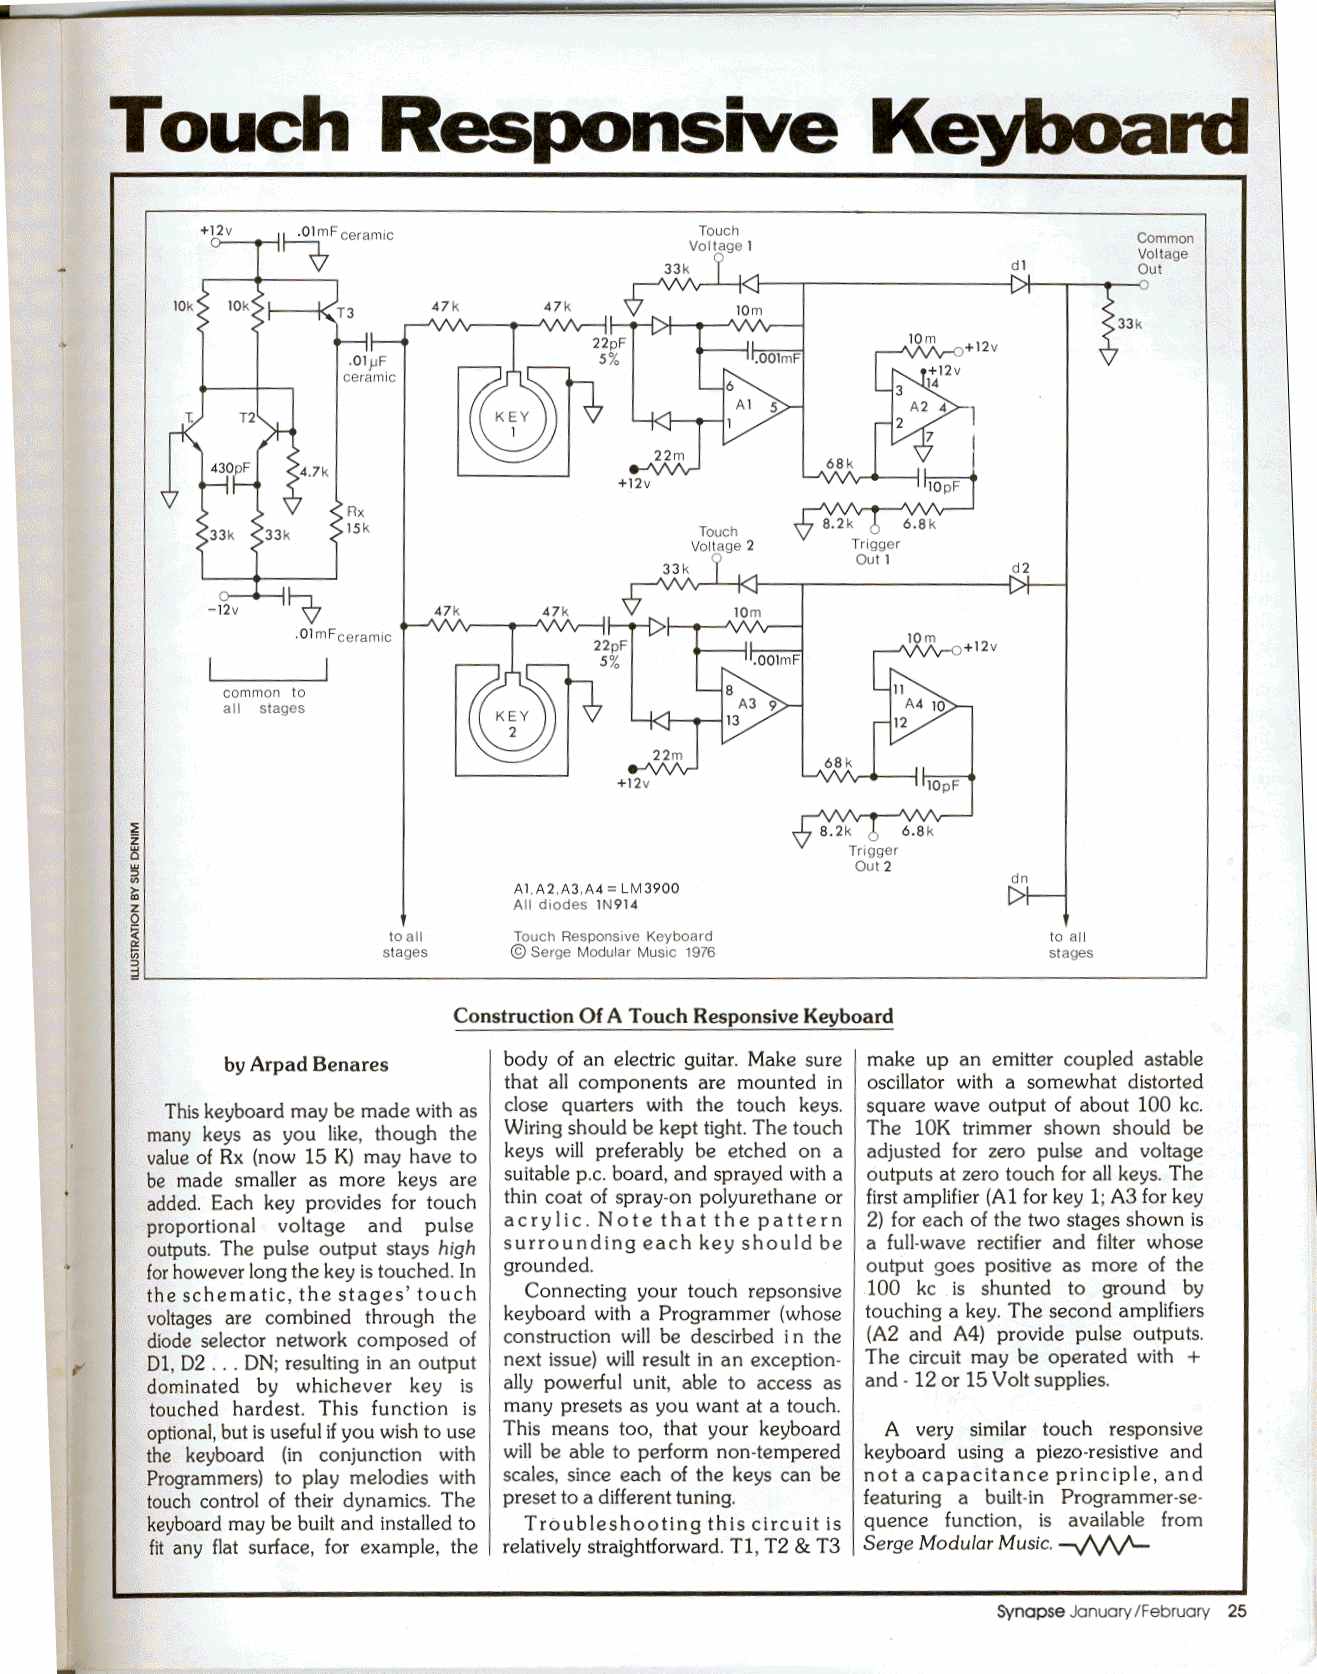 Touch Responsive Keyboard
+12v
.01mF ceramic
10k
10k
T3
.01µF
ceramic
T2
430pF
4.7k
33k
33k
Rx
15k
-12v
.01mF ceramic
common to
all stages
47k
47k
22pF
5%
KEY
1
Touch
Voltage 1
33k
10m
.001mF
6
A1 5
1
22m
+12v
10m
+12v
+12v
14
3
A2 4
2
7
68k
10pF
8.2k
6.8k
Trigger
Out 1
d1
Common
Voltage
Out
33k
47k
47k
22pF
5%
KEY
2
Touch
Voltage 2
33k
10m
.001mF
8
A3 9
13
22m
+12v
10m
+12v
11
A4 10
12
68k
10pF
8.2k
6.8k
Trigger
Out 2
d2
dn
to all
stages
to all
stages
A1,A2,A3,A4 = LM3900
All diodes 1N914
Touch Responsive Keyboard
© Serge Modular Music 1976
ILLUSTRATION BY SUE DENIM
Construction Of A Touch Responsive Keyboard
by Arpad Benares
This keyboard may be made with as
many keys as you like, though the
value of Rx (now 15 K) may have to
be made smaller as more keys are
added. Each key provides for touch
proportional voltage and pulse
outputs. The pulse output stays high
for however long the key is touched. In
the schematic, the stages' touch
voltages are combined through the
diode selector network composed of
D1, D2 . . . DN; resulting in an output
dominated by whichever key is
touched hardest. This function is
optional, but is useful if you wish to use
the keyboard (in conjunction with
Programmers) to play melodies with
touch control of their dynamics. The
keyboard may be built and installed to
fit any flat surface, for example, the
body of an electric guitar. Make sure
that all components are mounted in
close quarters with the touch keys.
Wiring should be kept tight. The touch
keys will preferably be etched on a
suitable p.c. board, and sprayed with a
thin coat of spray-on polyurethane or
acrylic. Note that the pattern
surrounding each key should be
grounded.
Connecting your touch repsonsive
keyboard with a Programmer (whose
construction will be descirbed in the
next issue) will result in an exception-
ally powerful unit, able to access as
many presets as you want at a touch.
This means too, that your keyboard
will be able to perform non-tempered
scales, since each of the keys can be
preset to a different tuning.
Troubleshooting this circuit is
relatively straightforward. T1, T2 & T3
make up an emitter coupled astable
oscillator with a somewhat distorted
square wave output of about 100 kc.
The 10K trimmer shown should be
adjusted for zero pulse and voltage
outputs at zero touch for all keys. The
first amplifier (A1 for key 1; A3 for key
2) for each of the two stages shown is
a full-wave rectifier and filter whose
output goes positive as more of the
100 kc is shunted to ground by
touching a key. The second amplifiers
(A2 and A4) provide pulse outputs.
The circuit may be operated with +
and - 12 or 15 Volt supplies.
A very similar touch responsive
keyboard using a piezo-resistive and
not a capacitance principle, and
featuring a built-in Programmer-se-
quence function, is available from
Serge Modular Music.
Synapse January/February 25